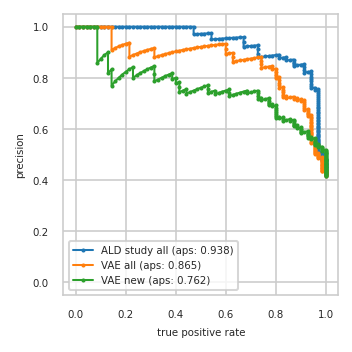 1.0
0.8
0.6
0.4
0.2
0.0
precision
ALD study all (aps: 0.938)
VAE all (aps: 0.865)
VAE new (aps: 0.762)
0.0 0.2 0.4 0.6 0.8 1.0
true positive rate